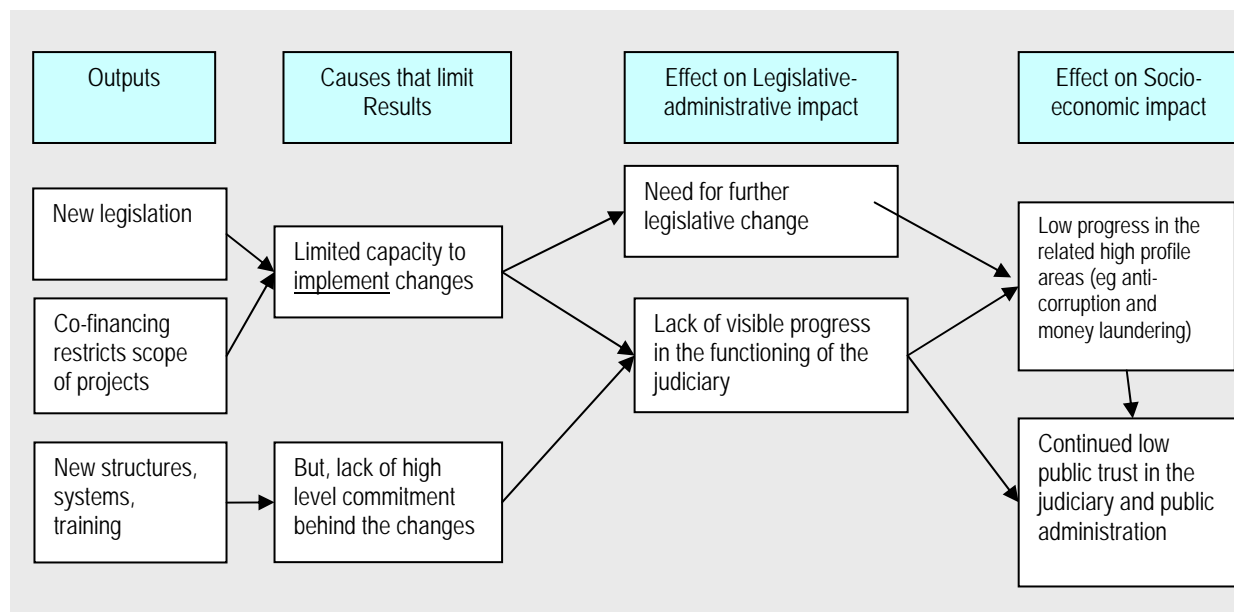 Outputs
Causes that limit
Results
Effect on Legislative-
administrative impact
Effect on Socio-
economic impact
New legislation
Co-financing
restricts scope
of projects
New structures,
systems,
training
Limited capacity to
implement changes
But, lack of high
level commitment
behind the changes
Need for further
legislative change
Lack of visible progress
in the functioning of the
judiciary
Low progress in the
related high profile
areas (eg anti-
corruption and
money laundering)
Continued low
public trust in the
judiciary and public
administration